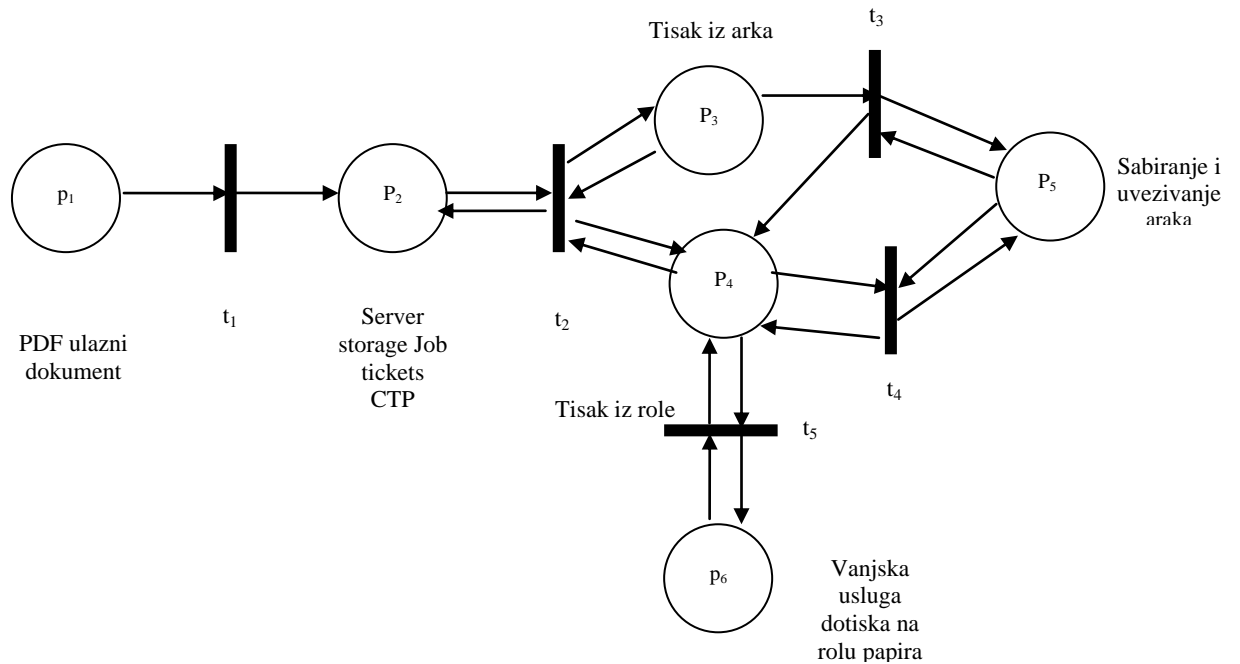 Tisak iz arka
t3
P3
p1
P2
P5
Sabiranje i
uvezivanje
araka
P4
t1
t2
PDF ulazni
dokument
Server
storage Job
tickets
CTP
t4
Tisak iz role
t5
p6
Vanjska
usluga
dotiska na
rolu papira